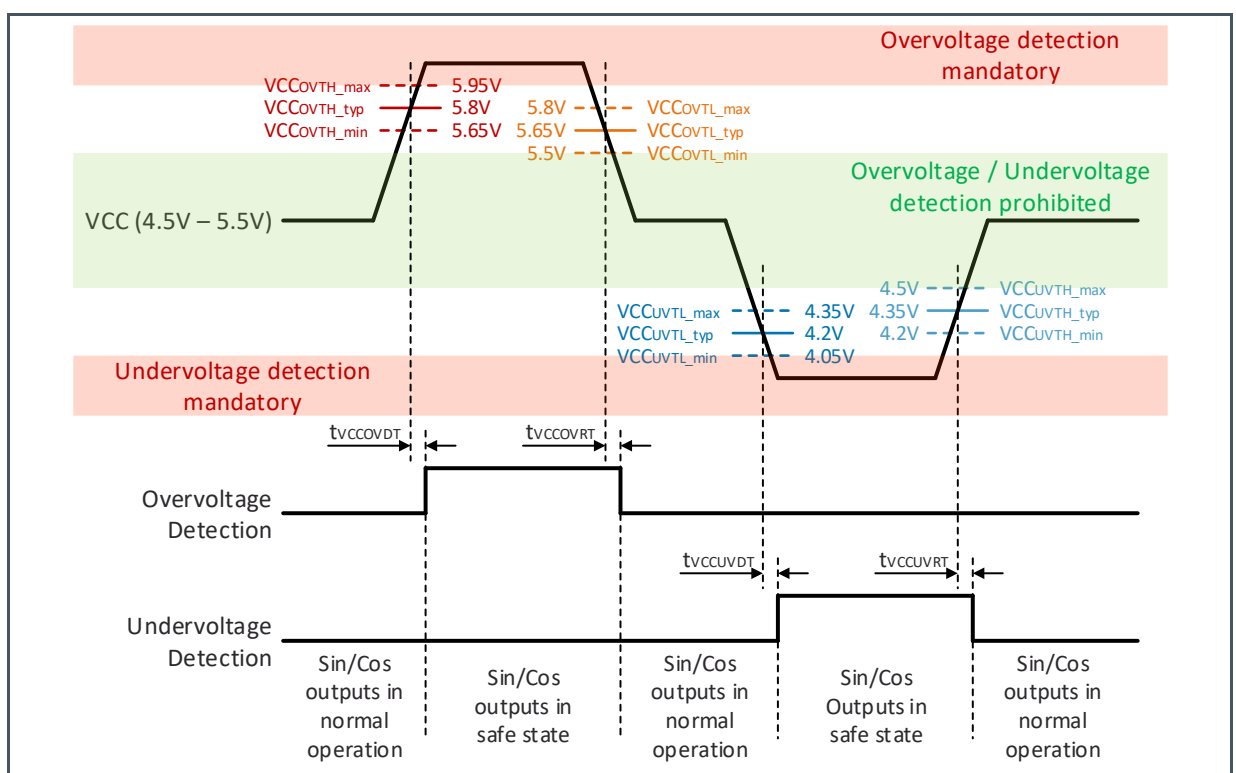 Overvoltage detection
mandatory
VCCOVTH_max 5.95V
VCCOVTH_typ 5.8V 5.8V VCCOVTL_max
VCCOVTH_min 5.65V 5.65V VCCOVTL_typ
5.5V VCCOVTL_min
Overvoltage / Undervoltage
detection prohibited
VCC (4.5V – 5.5V)
4.5V VCCUVTH_max
VCCUVTL_max 4.35V 4.35V VCCUVTH_typ
VCCUVTL_typ 4.2V 4.2V VCCUVTH_min
VCCUVTL_min 4.05V
Undervoltage detection
mandatory
tVCCOVDT tVCCOVRT
Overvoltage
Detection
tVCCUVDT tVCCUVRT
Undervoltage
Detection
Sin/Cos
outputs in
normal
operation
Sin/Cos
outputs in
safe state
Sin/Cos
outputs in
normal
operation
Sin/Cos
Outputs in
safe state
Sin/Cos
outputs in
normal
operation